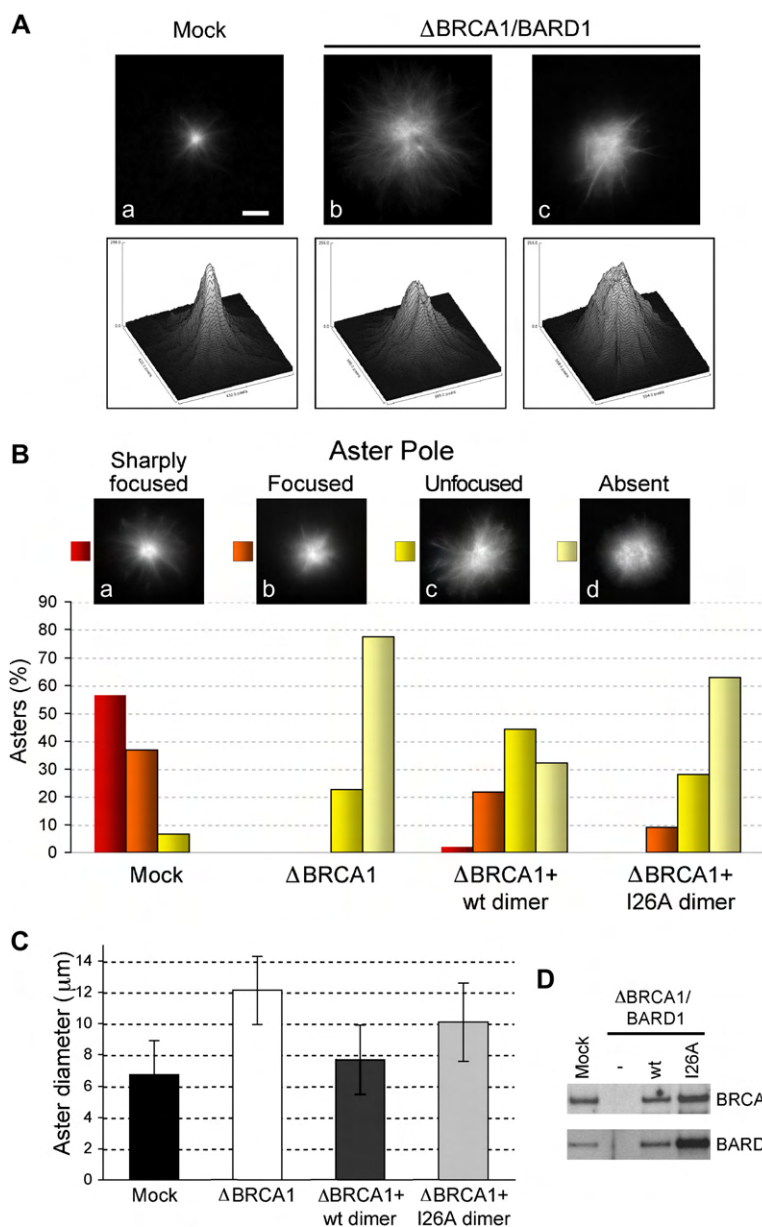 A
Mock
ΔBRCA1/BARD1
a
b
c
B
Aster Pole
Sharply
focused
Focused
Unfocused
Absent
a
b
c
d
Asters (%)
90
80
70
60
50
40
30
20
10
0
Mock
ΔBRCA1
ΔBRCA1+
wt dimer
ΔBRCA1+
I26A dimer
C
Aster diameter (μm)
14
12
10
8
6
4
2
0
Mock
ΔBRCA1
ΔBRCA1+
wt dimer
ΔBRCA1+
I26A dimer
D
ΔBRCA1/
BARD1
Mock
-
wt
I26A
BRCA
BARD